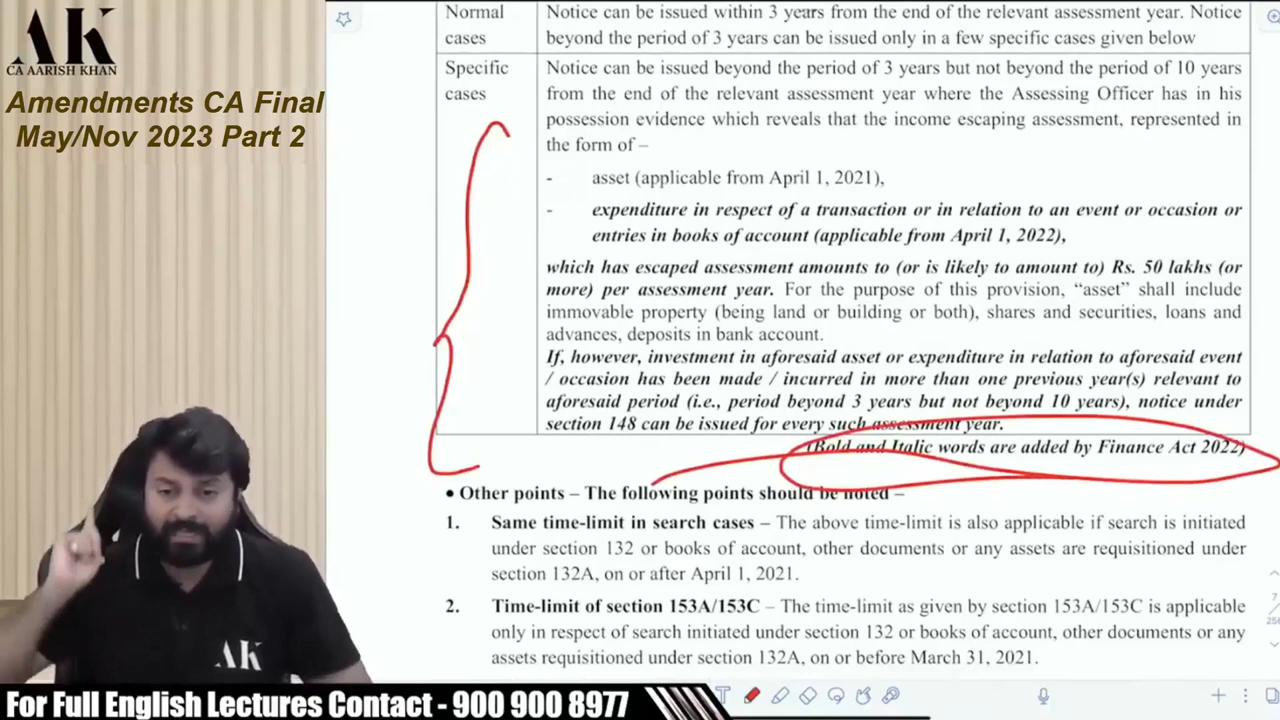 AK
CA AARISH KHAN
Amendments CA Final
May/Nov 2023 Part 2
Normal cases
Notice can be issued within 3 years from the end of the relevant assessment year. Notice
beyond the period of 3 years can be issued only in a few specific cases given below
Specific cases
Notice can be issued beyond the period of 3 years but not beyond the period of 10 years
from the end of the relevant assessment year where the Assessing Officer has in his
possession evidence which reveals that the income escaping assessment, represented in
the form of –
- asset (applicable from April 1, 2021),
- expenditure in respect of a transaction or in relation to an event or occasion or
entries in books of account (applicable from April 1, 2022),
which has escaped assessment amounts to (or is likely to amount to) Rs. 50 lakhs (or
more) per assessment year. For the purpose of this provision, “asset” shall include
immovable property (being land or building or both), shares and securities, loans and
advances, deposits in bank account.
If, however, investment in aforesaid asset or expenditure in relation to aforesaid event
/ occasion has been made / incurred in more than one previous year(s) relevant to
aforesaid period (i.e., period beyond 3 years but not beyond 10 years), notice under
section 148 can be issued for every such assessment year.
(Bold and Italic words are added by Finance Act 2022)
• Other points – The following points should be noted –
1. Same time-limit in search cases – The above time-limit is also applicable if search is initiated
under section 132 or books of account, other documents or any assets are requisitioned under
section 132A, on or after April 1, 2021.
2. Time-limit of section 153A/153C – The time-limit as given by section 153A/153C is applicable
only in respect of search initiated under section 132 or books of account, other documents or any
assets requisitioned under section 132A, on or before March 31, 2021.
AK
7
/
256
For Full English Lectures Contact - 900 900 8977